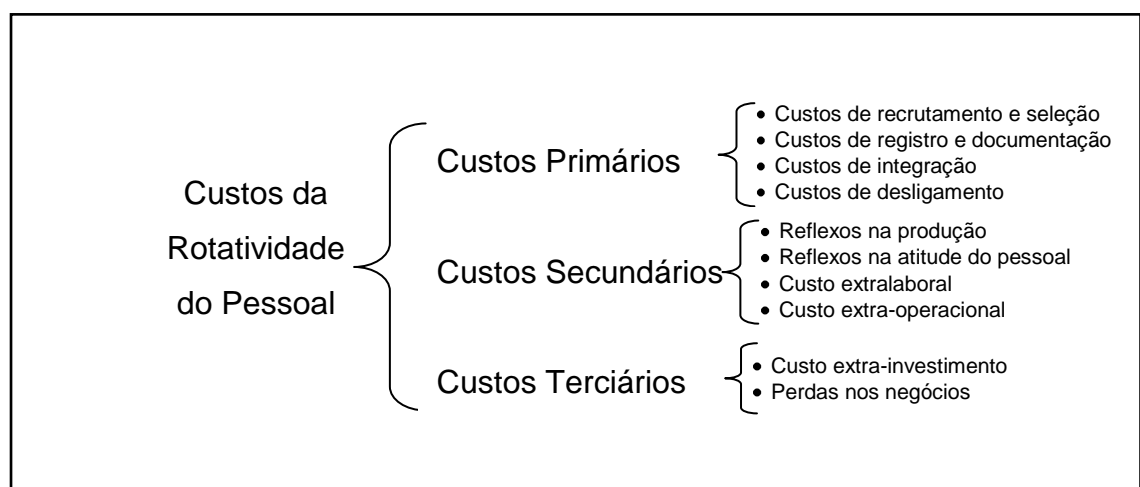 Custos da
Rotatividade
do Pessoal
Custos Primários
• Custos de recrutamento e seleção
• Custos de registro e documentação
• Custos de integração
• Custos de desligamento
Custos Secundários
• Reflexos na produção
• Reflexos na atitude do pessoal
• Custo extralaboral
• Custo extra-operacional
Custos Terciários
• Custo extra-investimento
• Perdas nos negócios